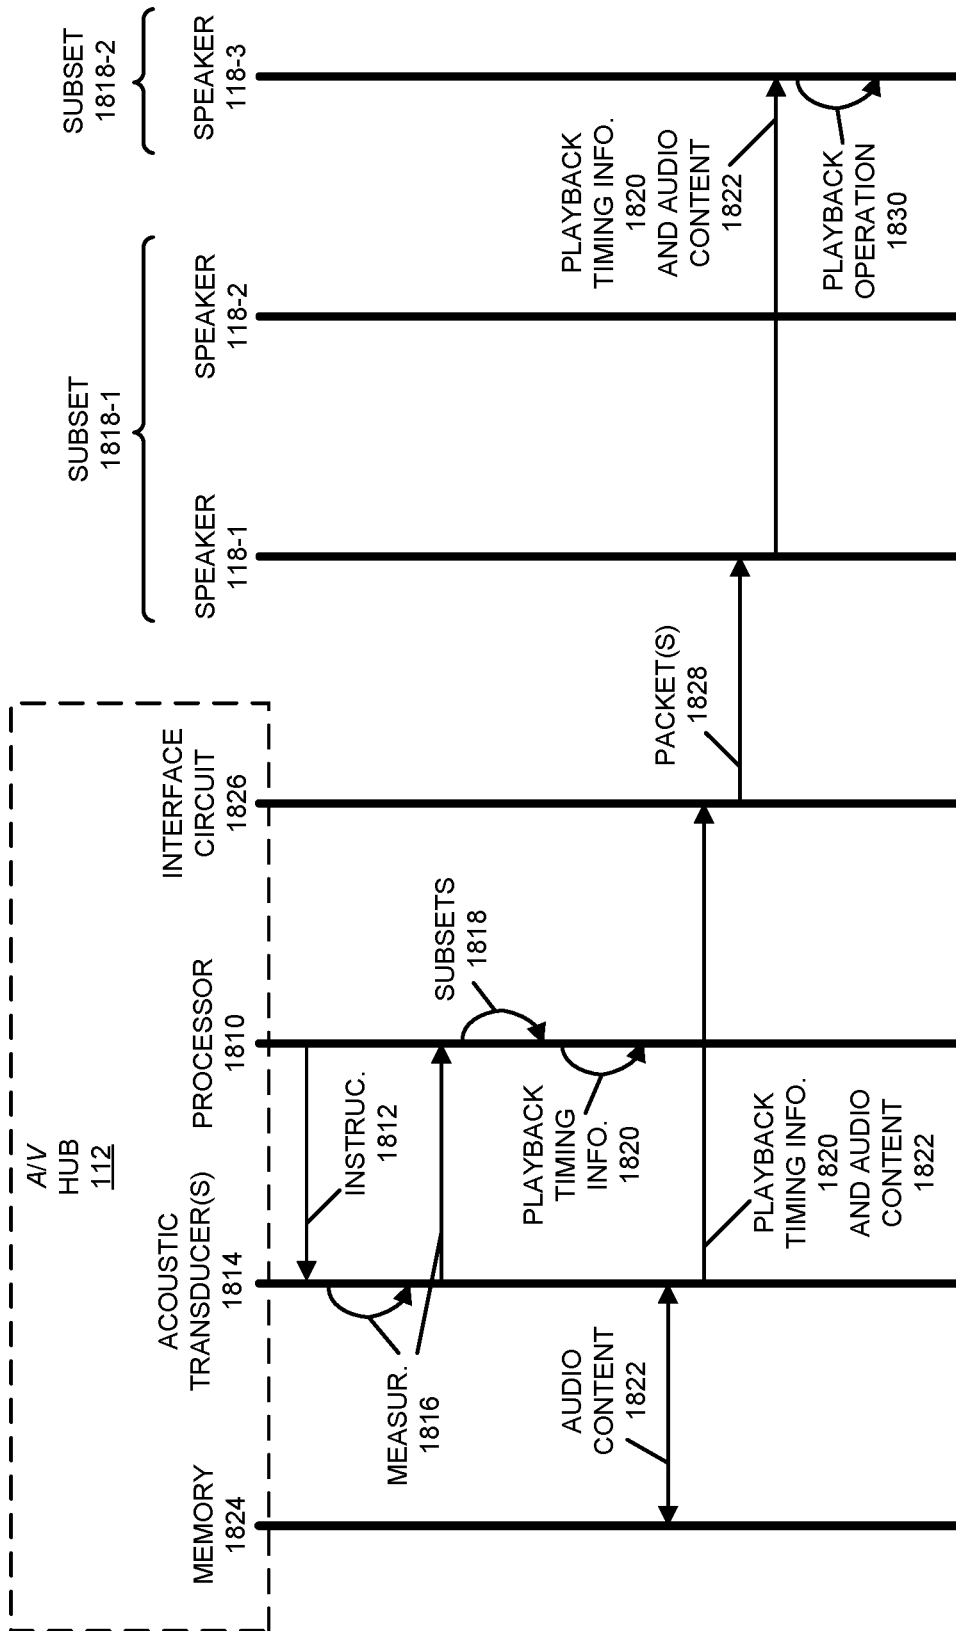 A/V
HUB
112
MEMORY
1824
ACOUSTIC
TRANSDUCER(S)
1814
PROCESSOR
1810
INTERFACE
CIRCUIT
1826
SUBSET
1818-1
SPEAKER
118-1
SPEAKER
118-2
SUBSET
1818-2
SPEAKER
118-3
INSTRUC.
1812
MEASUR.
1816
SUBSETS
1818
PLAYBACK
TIMING
INFO.
1820
AUDIO
CONTENT
1822
PLAYBACK
TIMING INFO.
1820
AND AUDIO
CONTENT
1822
PACKET(S)
1828
PLAYBACK
TIMING INFO.
1820
AND AUDIO
CONTENT
1822
PLAYBACK
OPERATION
1830